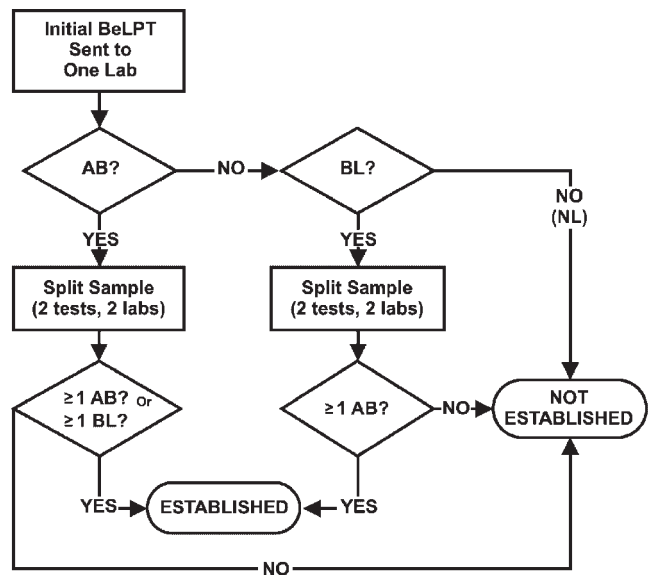 Initial BeLPT
Sent to
One Lab
AB?
NO
BL?
NO
(NL)
YES
YES
Split Sample
(2 tests, 2 labs)
Split Sample
(2 tests, 2 labs)
≥1 AB? Or
≥1 BL?
≥1 AB?
NO
NOT
ESTABLISHED
YES
ESTABLISHED
YES
NO